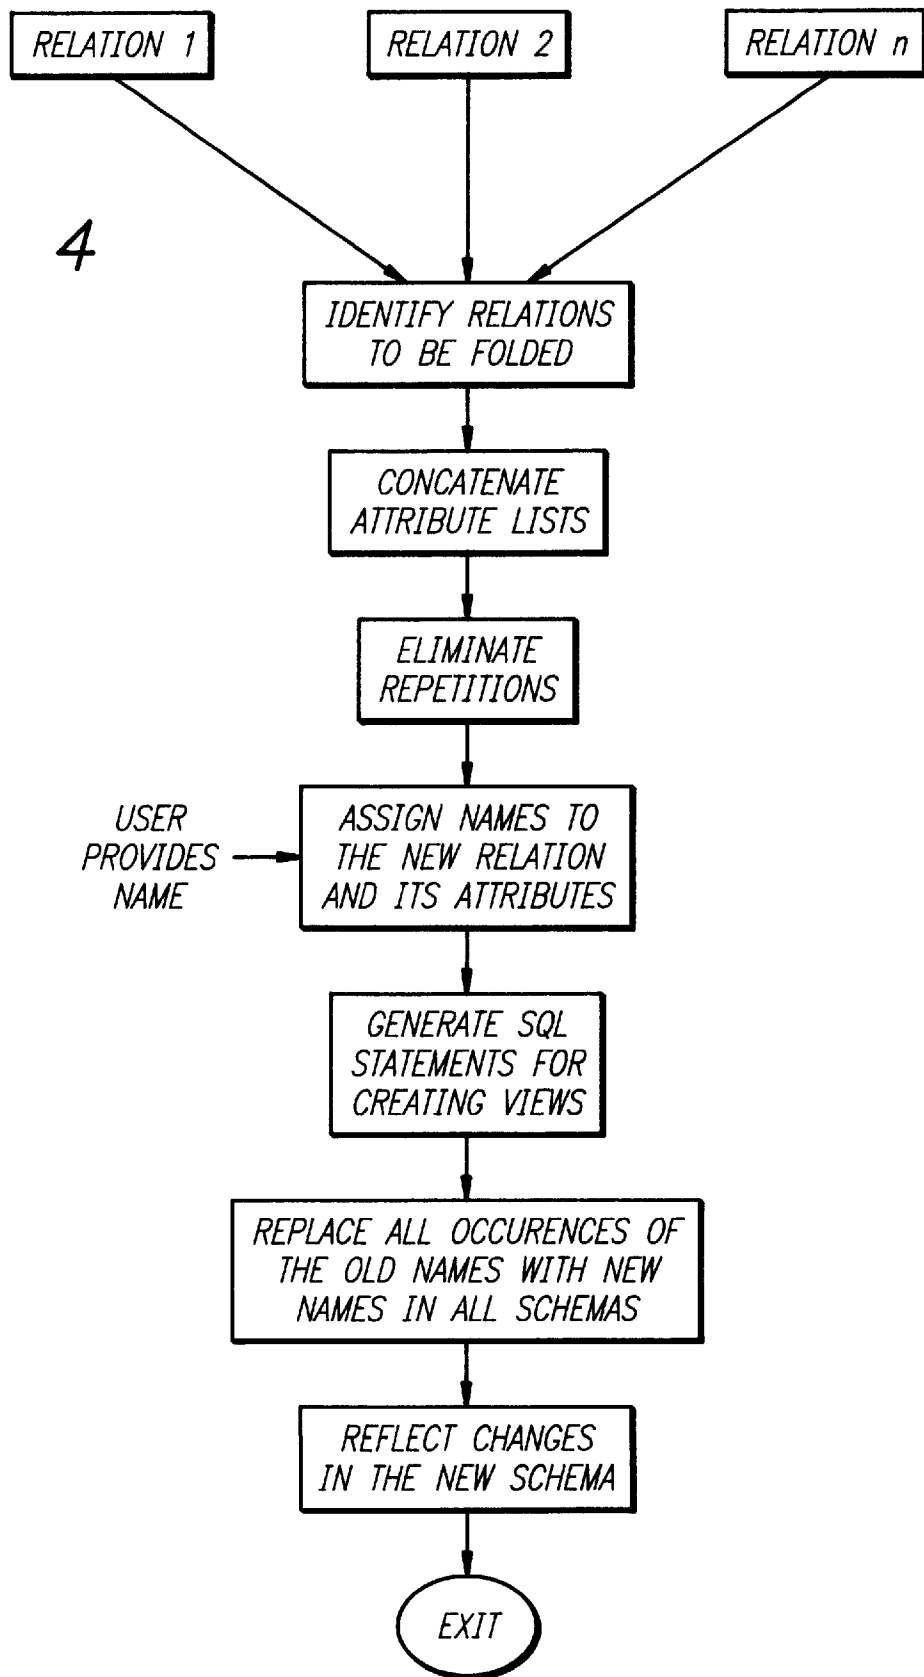 RELATION 1
RELATION 2
RELATION n
4
IDENTIFY RELATIONS
TO BE FOLDED
CONCATENATE
ATTRIBUTE LISTS
ELIMINATE
REPETITIONS
USER
PROVIDES
NAME
ASSIGN NAMES TO
THE NEW RELATION
AND ITS ATTRIBUTES
GENERATE SQL
STATEMENTS FOR
CREATING VIEWS
REPLACE ALL OCCURENCES OF
THE OLD NAMES WITH NEW
NAMES IN ALL SCHEMAS
REFLECT CHANGES
IN THE NEW SCHEMA
EXIT